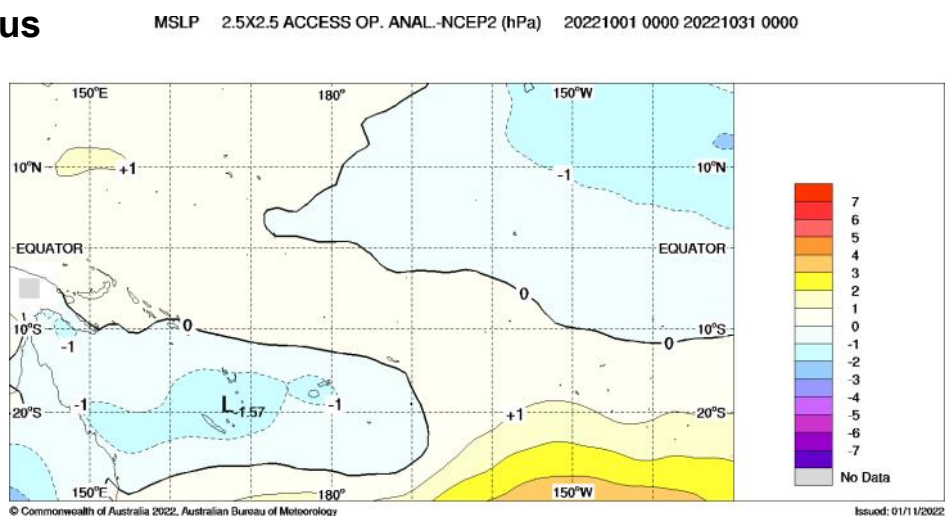 us
MSLP 2.5X2.5 ACCESS OP. ANAL.-NCEP2 (hPa) 20221001 0000 20221031 0000
150°E 180° 150°W
10°N +1 -1 10°N
EQUATOR EQUATOR
0
10°S 0 0 10°S
-1
20°S -1 L -1.57 -1 +1 20°S
150°E 180° 150°W
7
6
5
4
3
2
1
0
-1
-2
-3
-4
-5
-6
-7
No Data
© Commonwealth of Australia 2022, Australian Bureau of Meteorology Issued: 01/11/2022